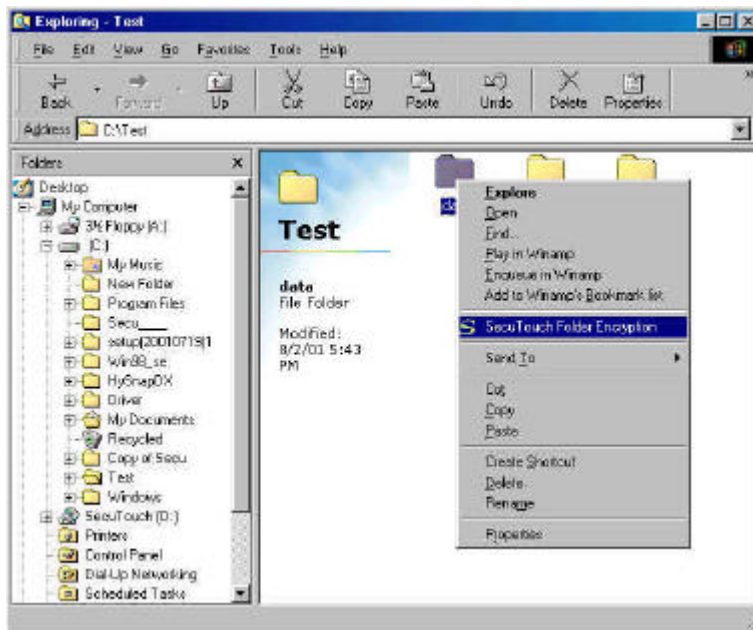 Exploring - Test
File Edit View Go Favorites Tools Help
Back Forward Up Cut Copy Paste Undo Delete Properties
Address C:\Test
Folders
Desktop
My Computer
3½ Floppy (A:)
(C:)
My Music
New Folder
Program Files
Secu____
setup(20010719)1
Win98_se
HySnapDX
Driver
My Documents
Recycled
Copy of Secu
Test
Windows
SecuTouch (D:)
Printers
Control Panel
Dial-Up Networking
Scheduled Tasks
Test
data
File Folder
Modified:
8/2/01 5:43
PM
Explore
Open
Find...
Play in Winamp
Enqueue in Winamp
Add to Winamp's Bookmark list
SecuTouch Folder Encryption
Send To
Cut
Copy
Paste
Create Shortcut
Delete
Rename
Properties